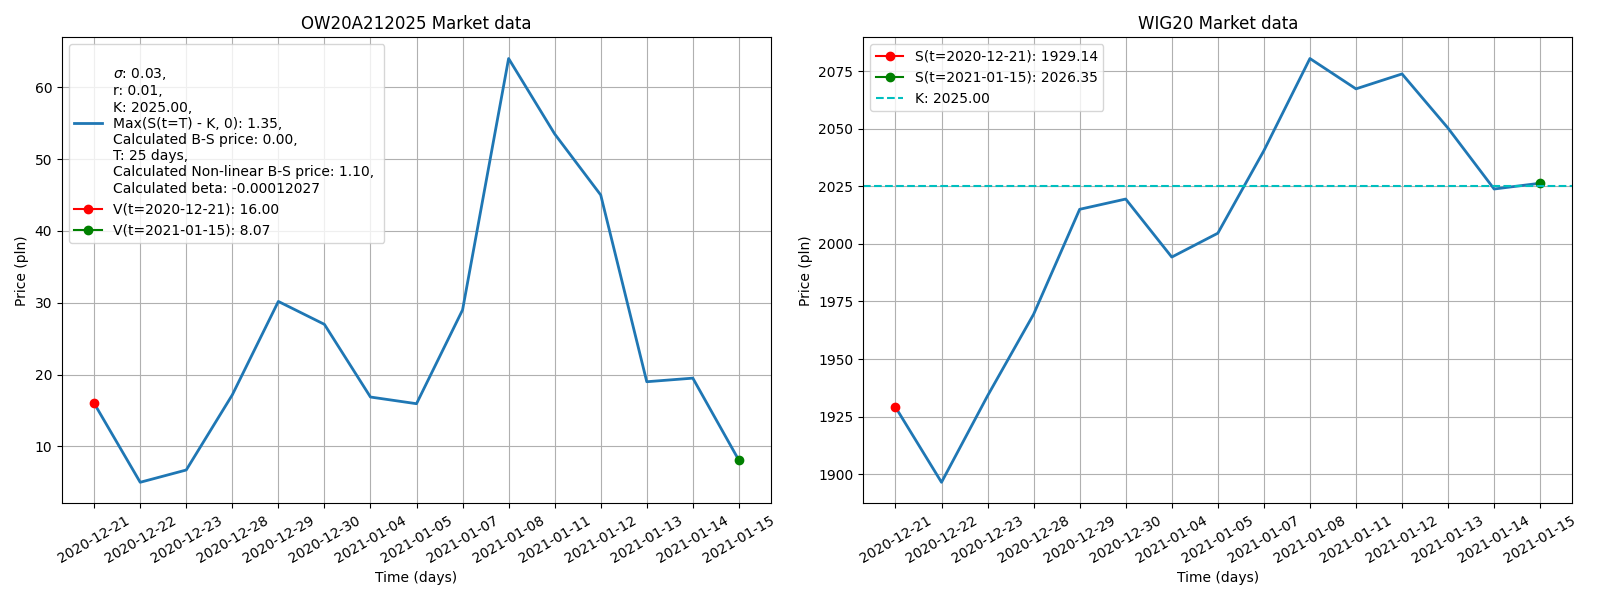 OW20A212025 Market data
σ: 0.03,
r: 0.01,
K: 2025.00,
Max(S(t=T) - K, 0): 1.35,
Calculated B-S price: 0.00,
T: 25 days,
Calculated Non-linear B-S price: 1.10,
Calculated beta: -0.00012027
V(t=2020-12-21): 16.00
V(t=2021-01-15): 8.07
60
50
40
30
20
10
Price (pln)
2020-12-21
2020-12-22
2020-12-23
2020-12-28
2020-12-29
2020-12-30
2021-01-04
2021-01-05
2021-01-07
2021-01-08
2021-01-11
2021-01-12
2021-01-13
2021-01-14
2021-01-15
Time (days)
WIG20 Market data
S(t=2020-12-21): 1929.14
S(t=2021-01-15): 2026.35
K: 2025.00
2075
2050
2025
2000
1975
1950
1925
1900
Price (pln)
2020-12-21
2020-12-22
2020-12-23
2020-12-28
2020-12-29
2020-12-30
2021-01-04
2021-01-05
2021-01-07
2021-01-08
2021-01-11
2021-01-12
2021-01-13
2021-01-14
2021-01-15
Time (days)